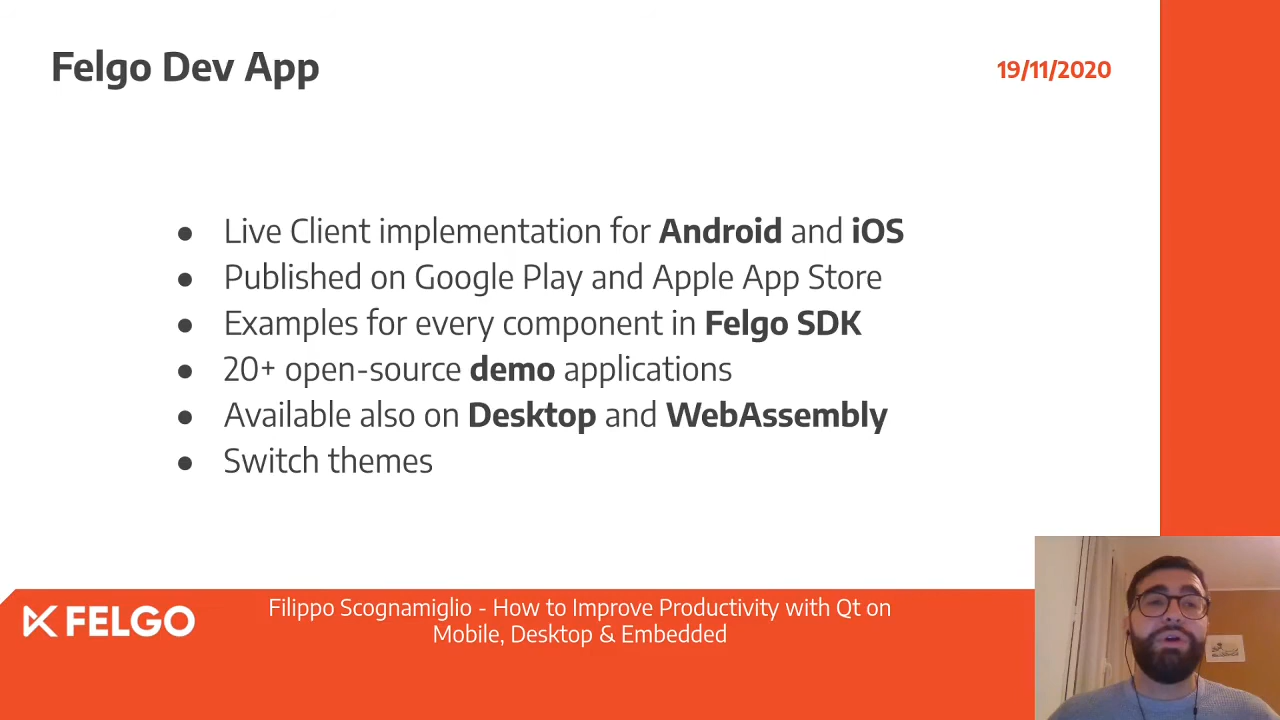 Felgo Dev App
19/11/2020
● Live Client implementation for Android and iOS
● Published on Google Play and Apple App Store
● Examples for every component in Felgo SDK
● 20+ open-source demo applications
● Available also on Desktop and WebAssembly
● Switch themes
FELGO
Filippo Scognamiglio - How to Improve Productivity with Qt on
Mobile, Desktop & Embedded